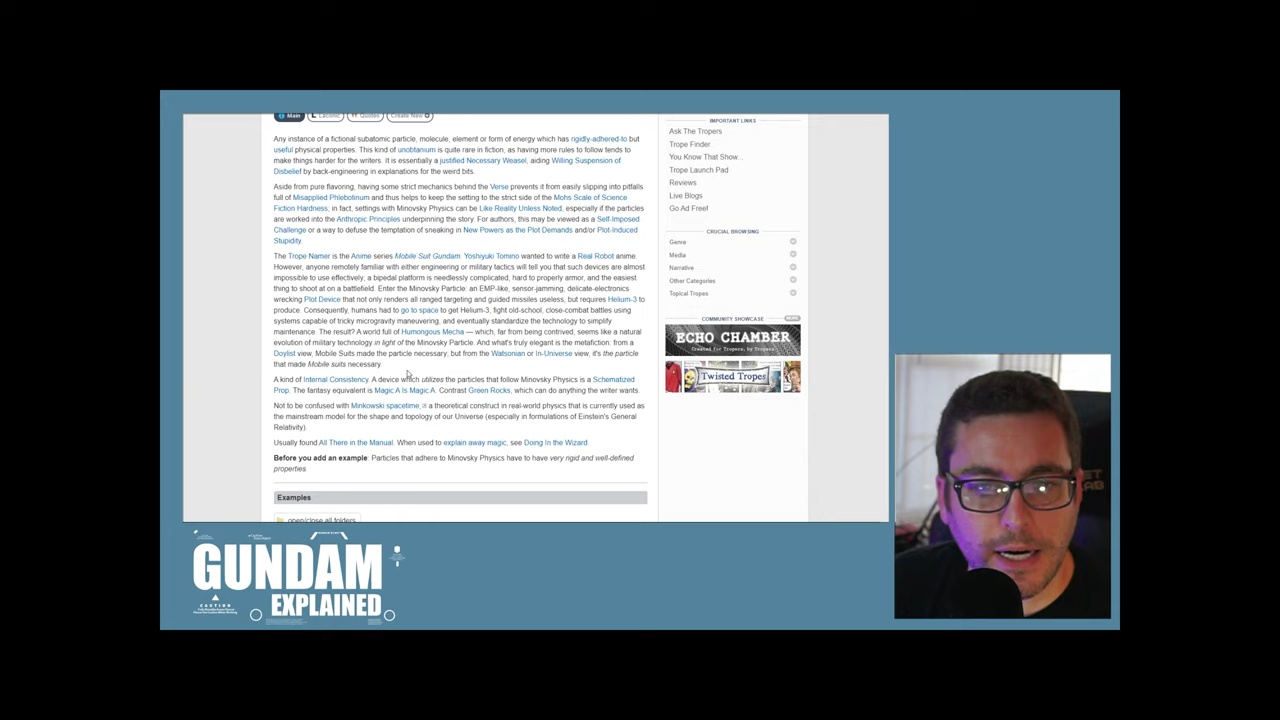 Main Laconic Quotes Create New
Any instance of a fictional subatomic particle, molecule, element or form of energy which has rigidly-adhered-to but
useful physical properties. This kind of unobtanium is quite rare in fiction, as having more rules to follow tends to
make things harder for the writers. It is essentially a justified Necessary Weasel, aiding Willing Suspension of
Disbelief by back-engineering in explanations for the weird bits.
Aside from pure flavoring, having some strict mechanics behind the Verse prevents it from easily slipping into pitfalls
full of Misapplied Phlebotinum and thus helps to keep the setting to the strict side of the Mohs Scale of Science
Fiction Hardness; in fact, settings with Minovsky Physics can be Like Reality Unless Noted, especially if the particles
are worked into the Anthropic Principles underpinning the story. For authors, this may be viewed as a Self-Imposed
Challenge or a way to defuse the temptation of sneaking in New Powers as the Plot Demands and/or Plot-Induced
Stupidity.
The Trope Namer is the Anime series Mobile Suit Gundam. Yoshiyuki Tomino wanted to write a Real Robot anime.
However, anyone remotely familiar with either engineering or military tactics will tell you that such devices are almost
impossible to use effectively, a bipedal platform is needlessly complicated, hard to properly armor, and the easiest
thing to shoot at on a battlefield. Enter the Minovsky Particle: an EMP-like, sensor-jamming, delicate-electronics
wrecking Plot Device that not only renders all ranged targeting and guided missiles useless, but requires Helium-3 to
produce. Consequently, humans had to go to space to get Helium-3, fight old-school, close-combat battles using
systems capable of tricky microgravity maneuvering, and eventually standardize the technology to simplify
maintenance. The result? A world full of Humongous Mecha — which, far from being contrived, seems like a natural
evolution of military technology in light of the Minovsky Particle. And what's truly elegant is the metafiction: from a
Doylist view, Mobile Suits made the particle necessary; but from the Watsonian or In-Universe view, it's the particle
that made Mobile suits necessary
A kind of Internal Consistency. A device which utilizes the particles that follow Minovsky Physics is a Schematized
Prop. The fantasy equivalent is Magic A Is Magic A. Contrast Green Rocks, which can do anything the writer wants.
Not to be confused with Minkowski spacetime, a theoretical construct in real-world physics that is currently used as
the mainstream model for the shape and topology of our Universe (especially in formulations of Einstein's General
Relativity).
Usually found All There in the Manual. When used to explain away magic, see Doing In the Wizard.
Before you add an example: Particles that adhere to Minovsky Physics have to have very rigid and well-defined
properties.
Examples
open/close all folders
IMPORTANT LINKS
Ask The Tropers
Trope Finder
You Know That Show...
Trope Launch Pad
Reviews
Live Blogs
Go Ad Free!
CRUCIAL BROWSING
Genre
Media
Narrative
Other Categories
Topical Tropes
COMMUNITY SHOWCASE MORE
ECHO CHAMBER
Created for Tropers, by Tropers!
Twisted Tropes
GUNDAM
CAUTION
EXPLAINED